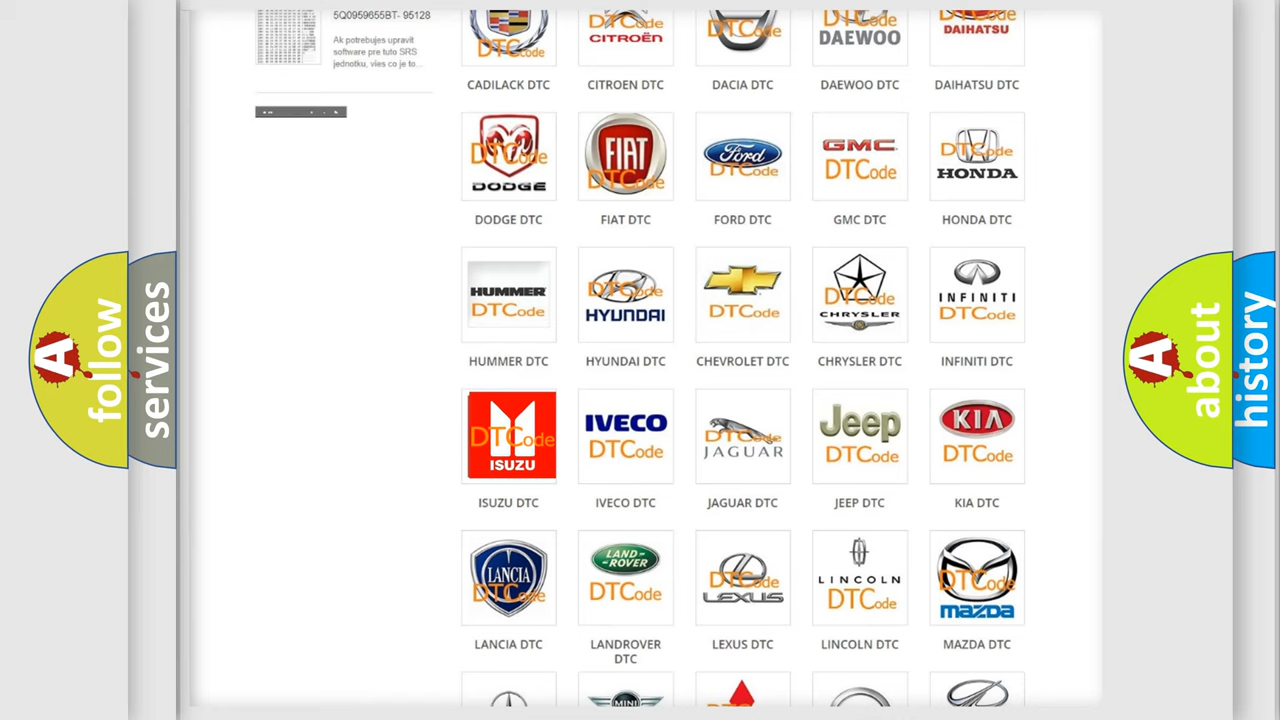 5Q0959655BT- 95128
Ak potrebujes upravit
software pre tuto SRS
jednotku, vies co je to...
DTCode
DTCode
CITROËN
DTCode
DAEWOO
DTCode
DAIHATSU
CADILACK DTC
CITROEN DTC
DACIA DTC
DAEWOO DTC
DAIHATSU DTC
DTCode
DODGE
FIAT
DTCode
Ford
DTCode
GMC
DTCode
DTCode
HONDA
DODGE DTC
FIAT DTC
FORD DTC
GMC DTC
HONDA DTC
HUMMER
DTCode
DTCode
HYUNDAI
DTCode
DTCode
CHRYSLER
INFINITI
DTCode
HUMMER DTC
HYUNDAI DTC
CHEVROLET DTC
CHRYSLER DTC
INFINITI DTC
DTCode
ISUZU
IVECO
DTCode
DTCode
JAGUAR
Jeep
DTCode
KIA
DTCode
ISUZU DTC
IVECO DTC
JAGUAR DTC
JEEP DTC
KIA DTC
LANCIA
DTCode
LAND-
ROVER
DTCode
DTCode
LEXUS
LINCOLN
DTCode
DTCode
mazda
LANCIA DTC
LANDROVER
DTC
LEXUS DTC
LINCOLN DTC
MAZDA DTC
MINI
A follow
services
A about
history